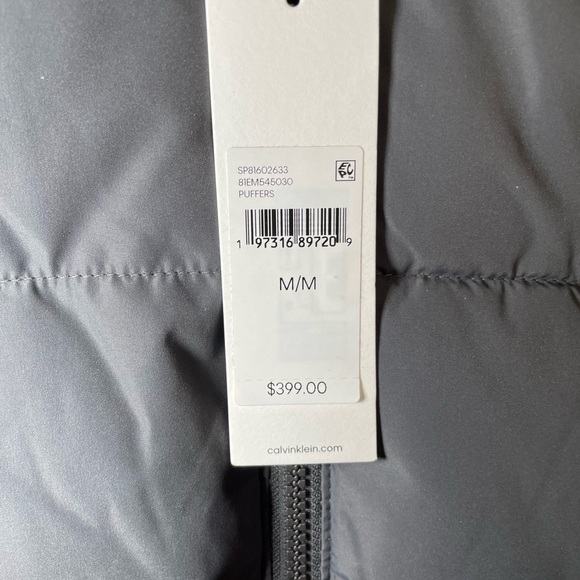 SP81602633
81EM545030
PUFFERS
1 97316 89720 9
M/M
$399.00
calvinklein.com